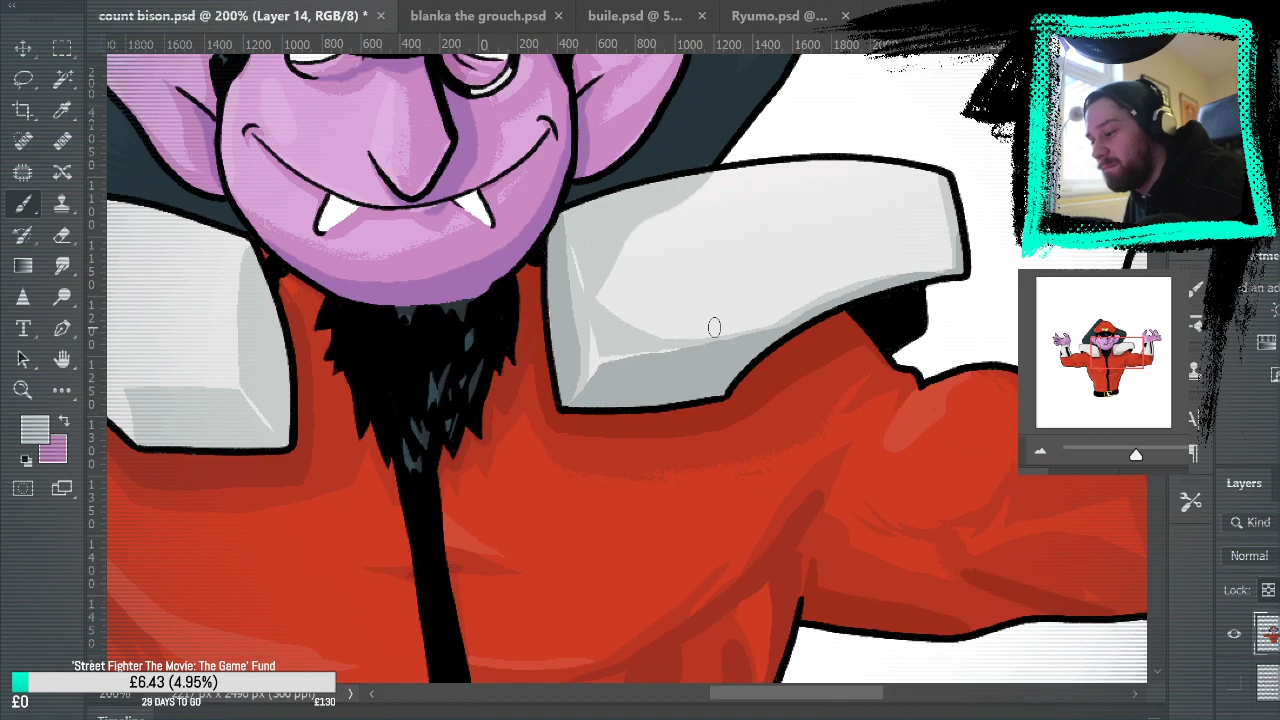 count bison.psd @ 200% (Layer 14, RGB/8) * × blanka the grouch.psd × buile.psd @ 5... × Ryumo.psd @... ×
1800 1600 1400 1200 1000 800 600 400 200 0 200 400 600 800 1000 1200 1400 1600 1800
Layers
Kind
Normal
Lock:
'Street Fighter The Movie: The Game' Fund
£6.43 (4.95%)
£0 29 DAYS TO GO £130